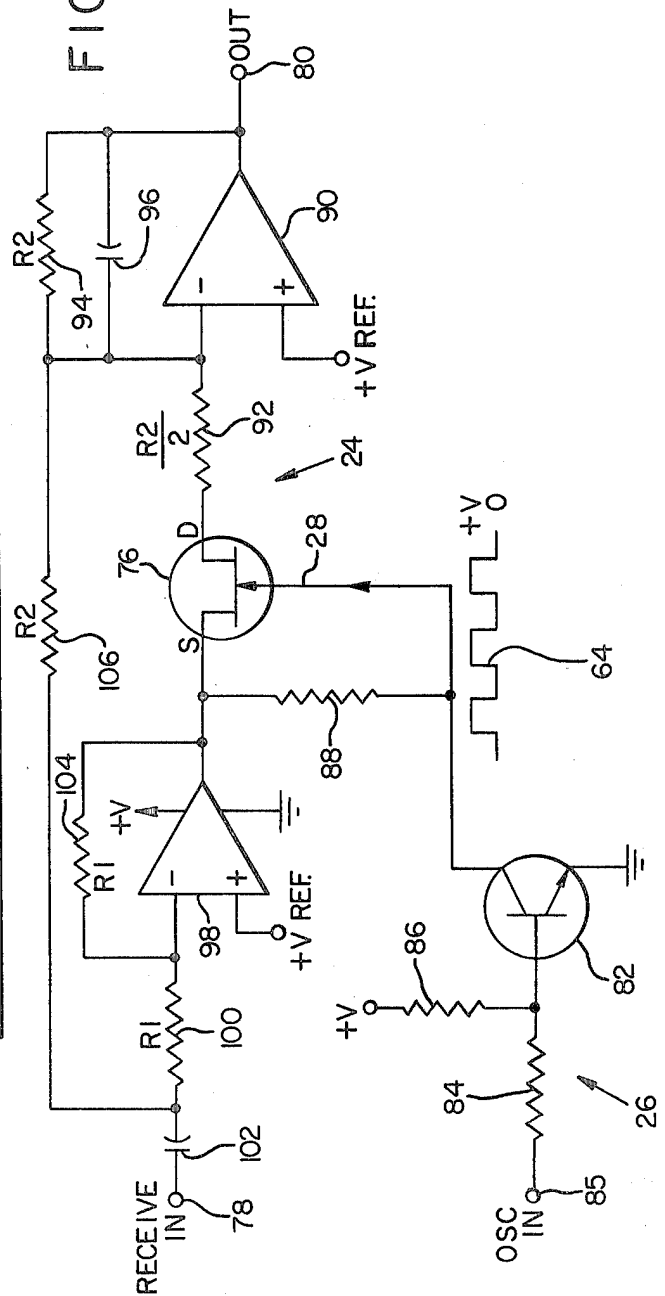 FIG
R2
94
96
OUT
80
R2
106
-
+
90
+V REF.
R2
2
92
24
D
76
S
28
104
R1
+V
-
+
98
+V REF.
88
+V
0
64
R1
100
102
RECEIVE
IN
78
+V
86
82
84
26
OSC
IN
85